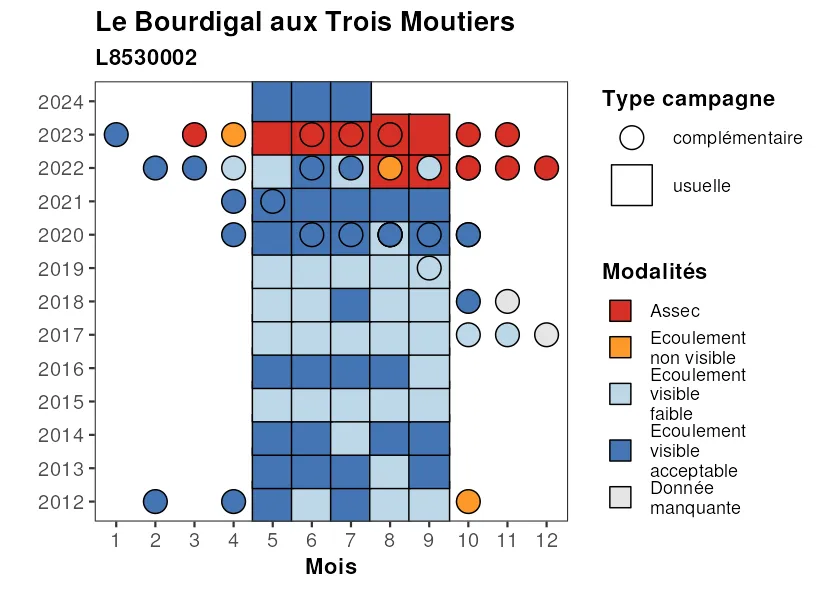 Le Bourdigal aux Trois Moutiers
L8530002
2024
2023
2022
2021
2020
2019
2018
2017
2016
2015
2014
2013
2012
1 2 3 4 5 6 7 8 9 10 11 12
Mois
Type campagne
complémentaire
usuelle
Modalités
Assec
Ecoulement
non visible
Ecoulement
visible
faible
Ecoulement
visible
acceptable
Donnée
manquante